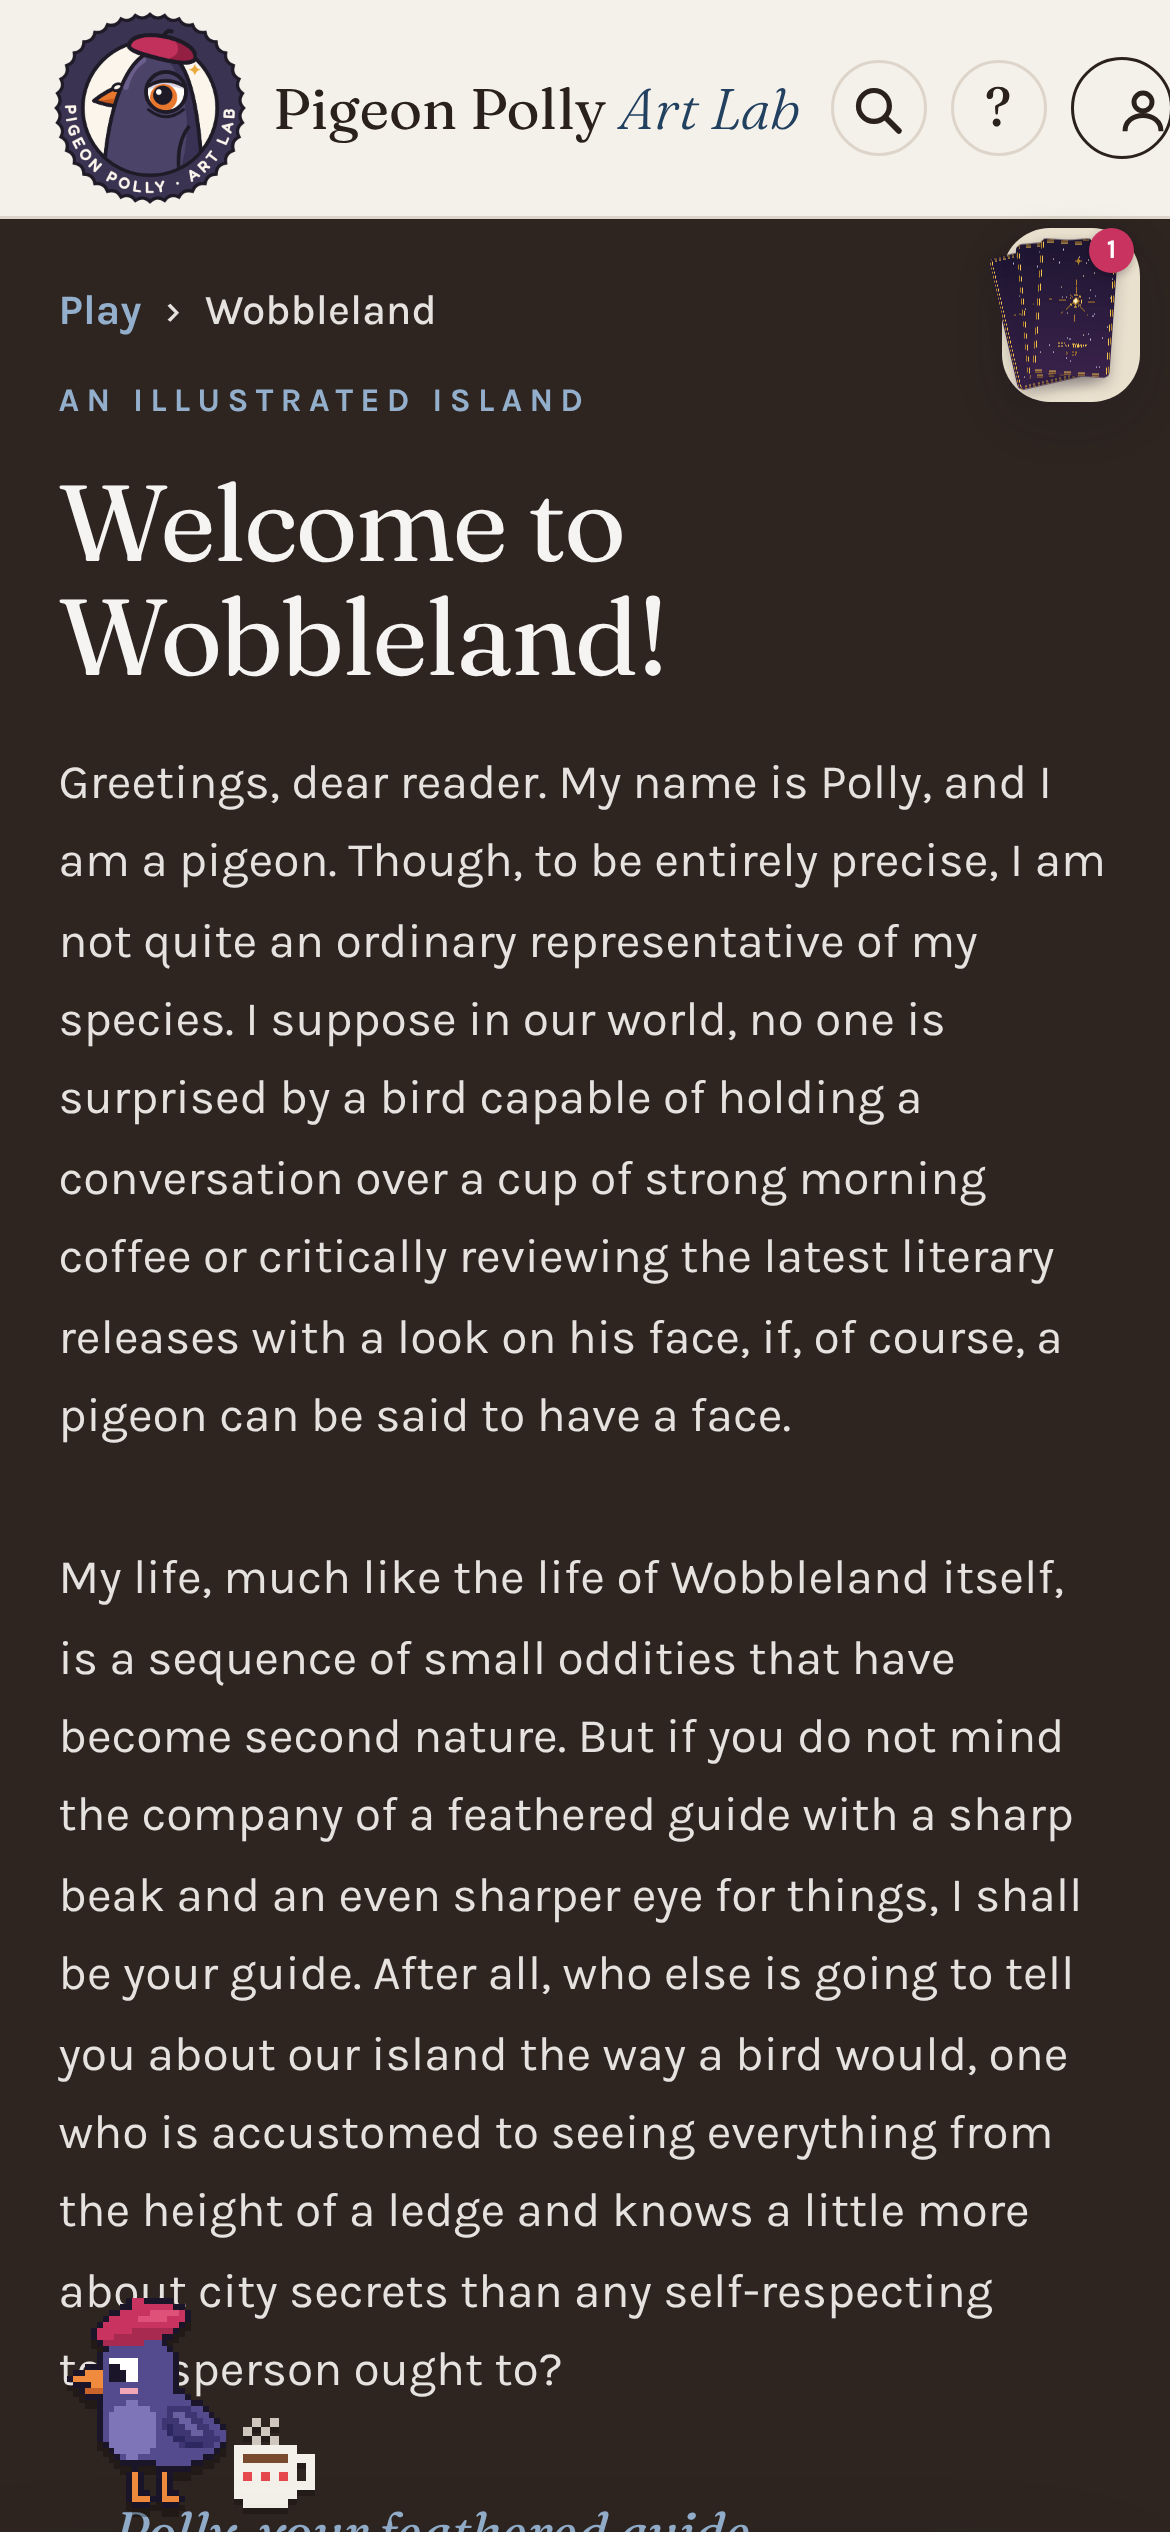 PIGEON POLLY · ART LAB
Pigeon Polly Art Lab
?
1
Play › Wobbleland
AN ILLUSTRATED ISLAND
Welcome to
Wobbleland!
Greetings, dear reader. My name is Polly, and I
am a pigeon. Though, to be entirely precise, I am
not quite an ordinary representative of my
species. I suppose in our world, no one is
surprised by a bird capable of holding a
conversation over a cup of strong morning
coffee or critically reviewing the latest literary
releases with a look on his face, if, of course, a
pigeon can be said to have a face.
My life, much like the life of Wobbleland itself,
is a sequence of small oddities that have
become second nature. But if you do not mind
the company of a feathered guide with a sharp
beak and an even sharper eye for things, I shall
be your guide. After all, who else is going to tell
you about our island the way a bird would, one
who is accustomed to seeing everything from
the height of a ledge and knows a little more
about city secrets than any self-respecting
ought to?
Polly, your feathered guide